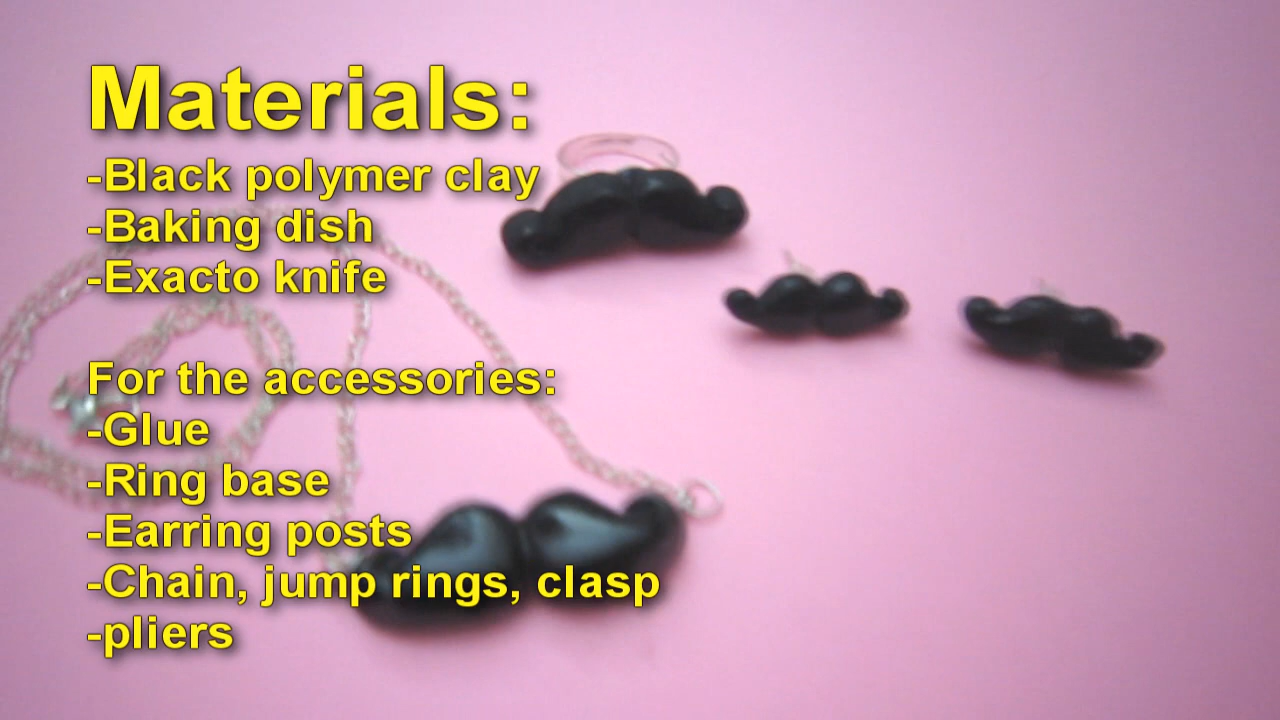 Materials:
-Black polymer clay
-Baking dish
-Exacto knife
For the accessories:
-Glue
-Ring base
-Earring posts
-Chain, jump rings, clasp
-pliers